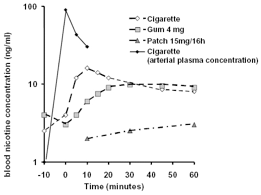 blood nicotine concentration (ng/ml)
100
10
1
Cigarette
Gum 4 mg
Patch 15mg/16h
Cigarette
(arterial plasma concentration)
-10 0 10 20 30 40 50 60
Time (minutes)